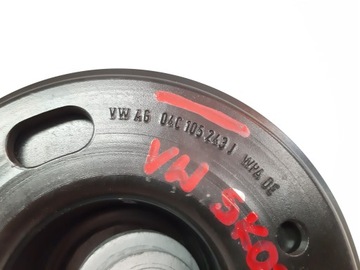 VW AG 04C 105.243 J WPA DE
VW SKO